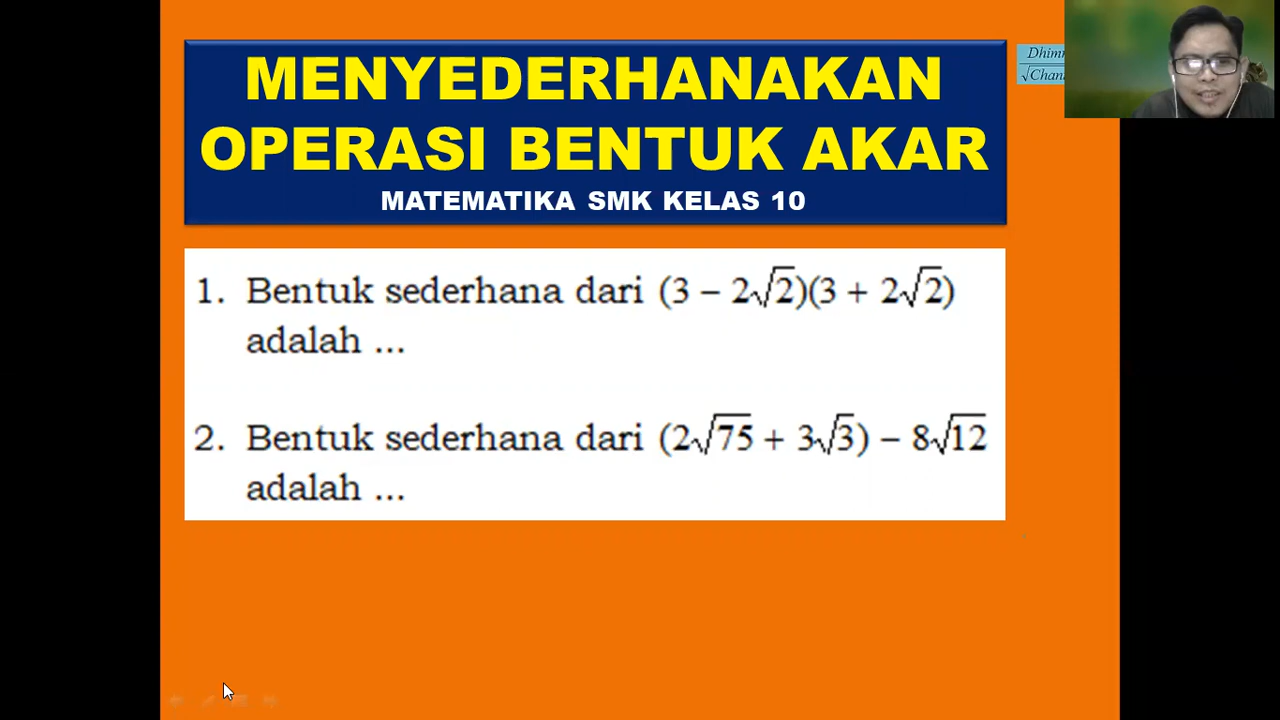 MENYEDERHANAKAN
OPERASI BENTUK AKAR
MATEMATIKA SMK KELAS 10
1. Bentuk sederhana dari (3 – 2√2)(3 + 2√2)
adalah ...
2. Bentuk sederhana dari (2√75 + 3√3) – 8√12
adalah ...